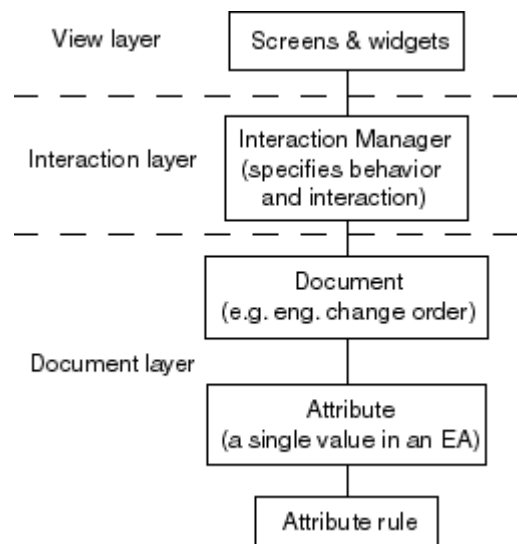 View layer
Screens & widgets
Interaction layer
Interaction Manager
(specifies behavior
and interaction)
Document
(e.g. eng. change order)
Document layer
Attribute
(a single value in an EA)
Attribute rule